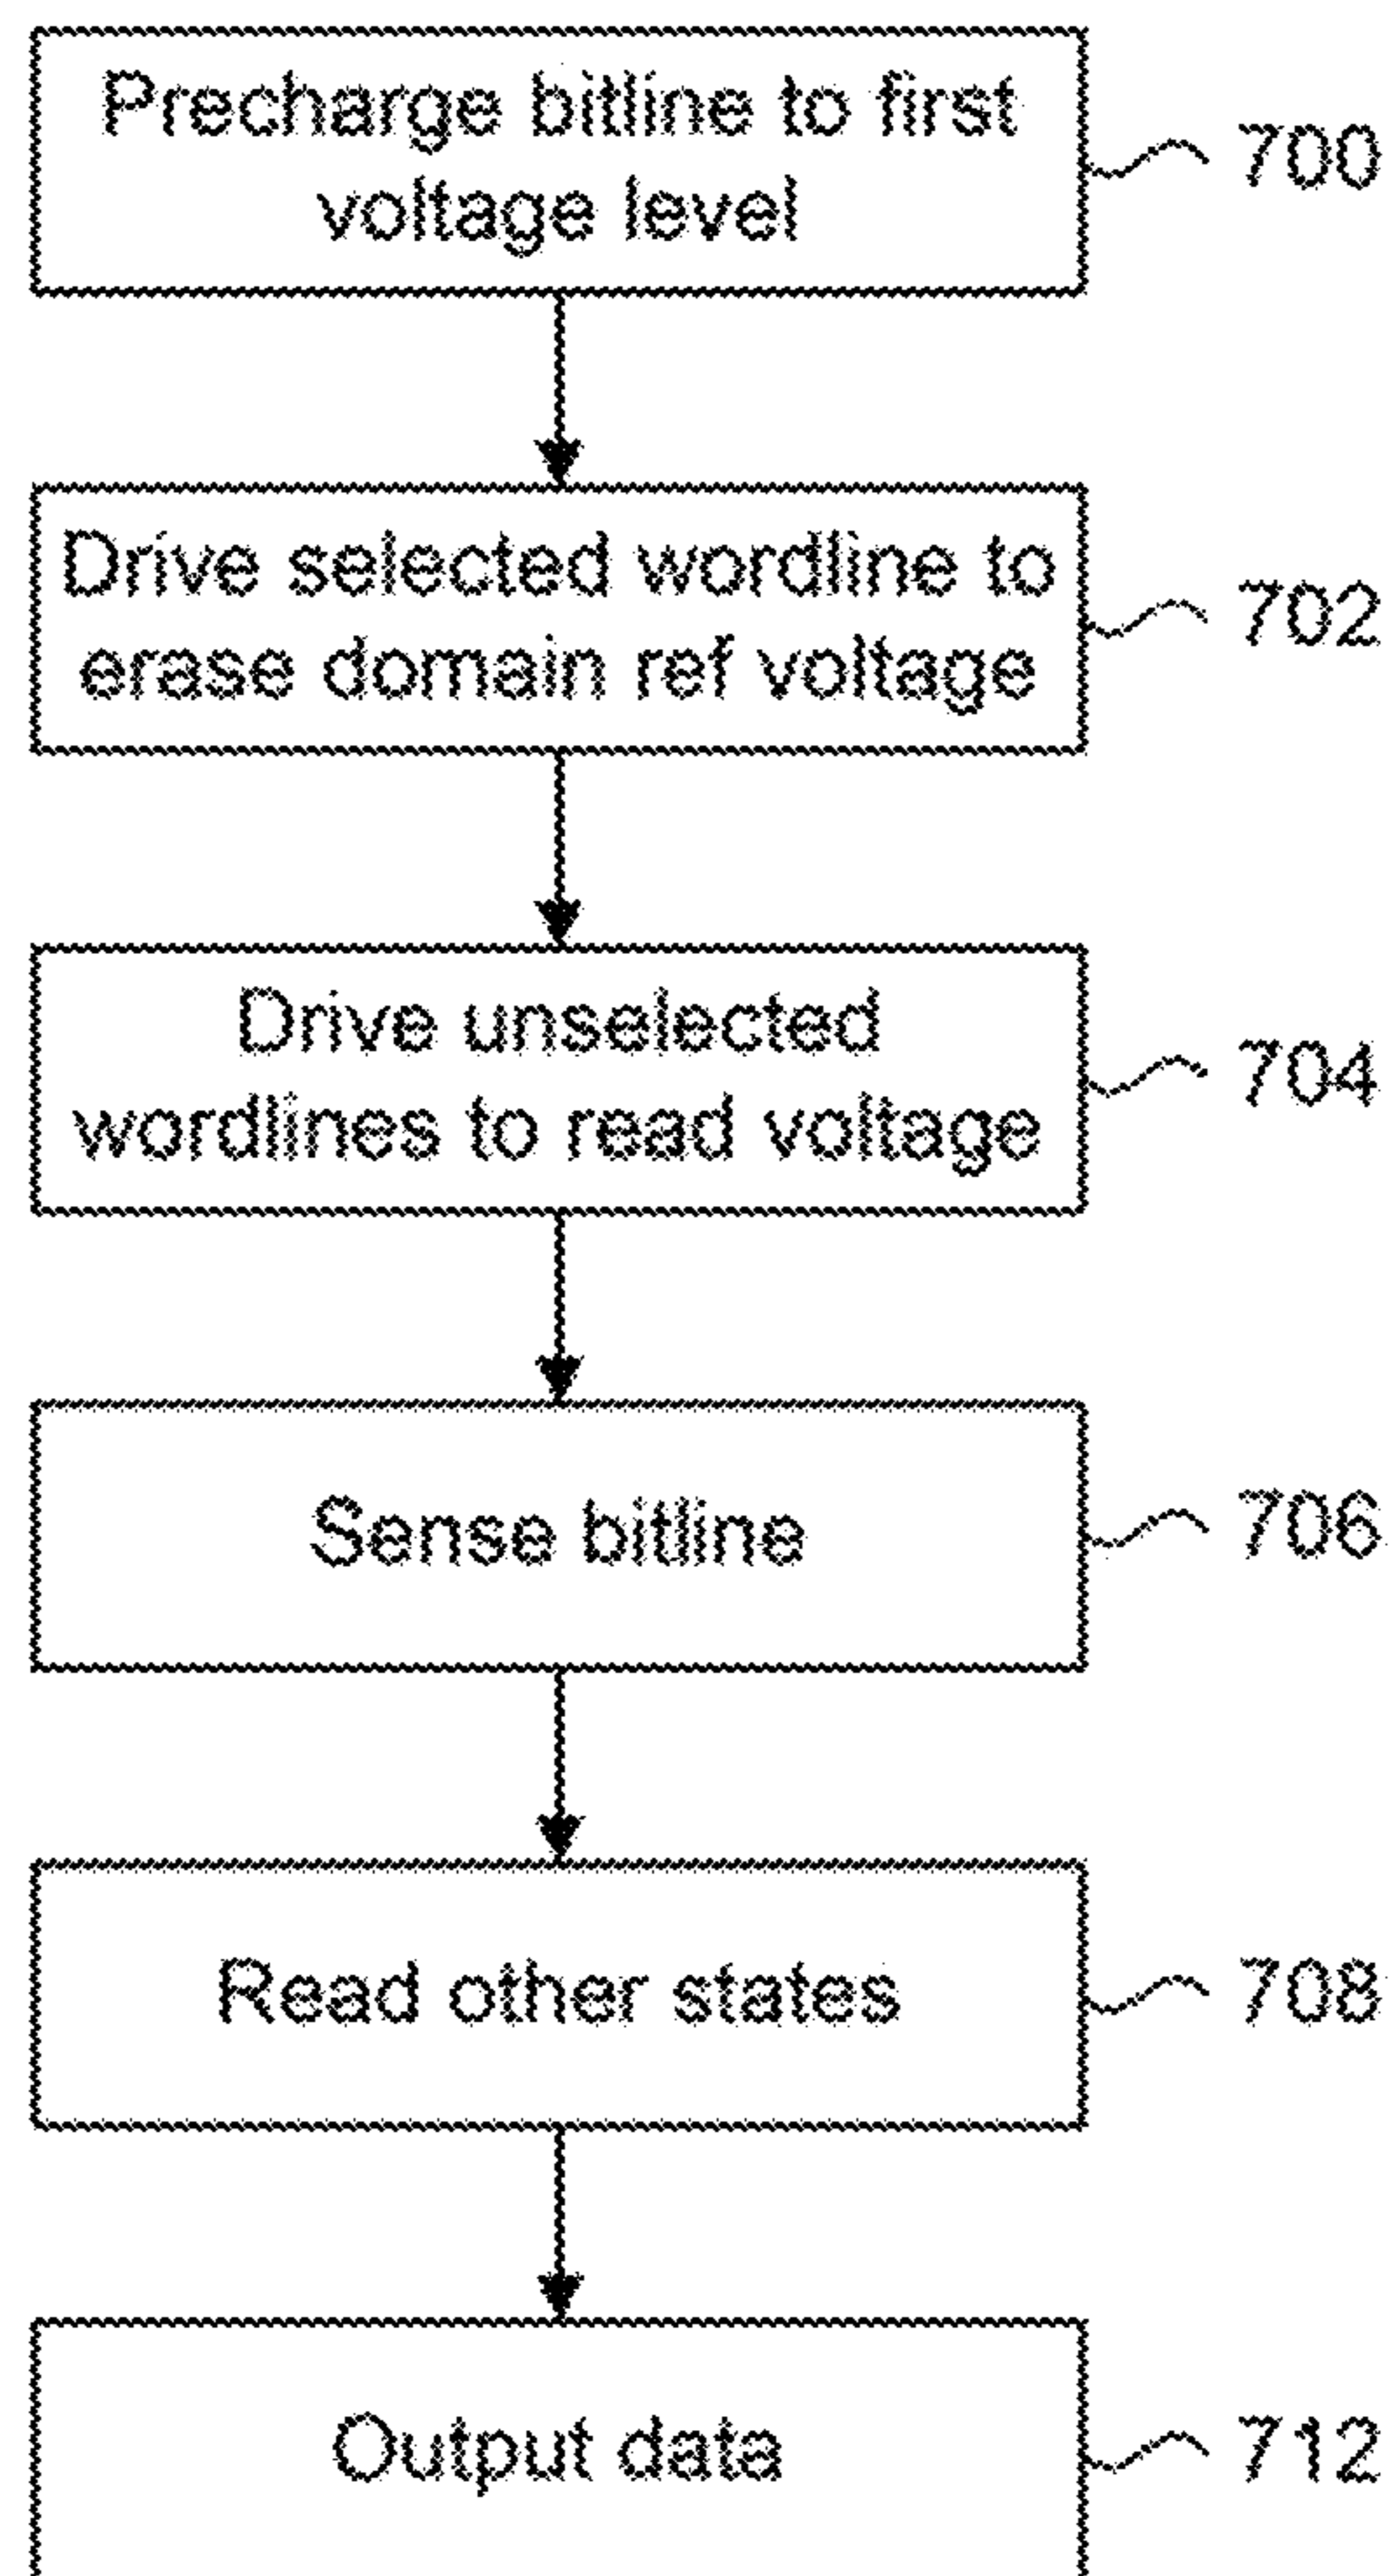 Precharge bitline to first
voltage level
700
Drive selected wordline to
erase domain ref voltage
702
Drive unselected
wordlines to read voltage
704
Sense bitline
706
Read other states
708
Output data
712